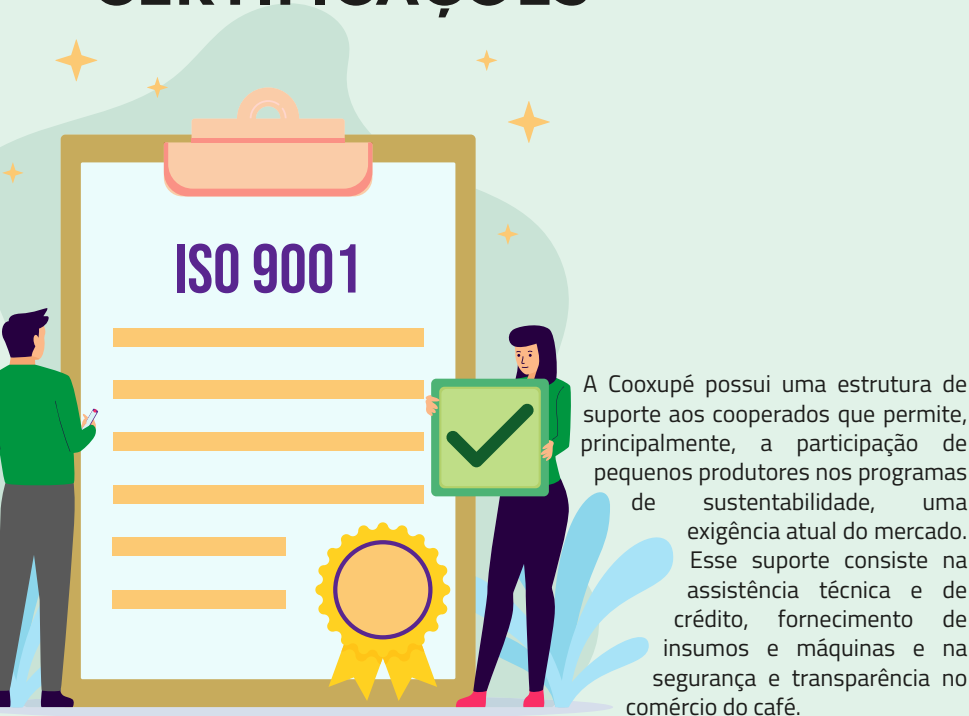 CERTIFICAÇÕES
ISO 9001
A Cooxupé possui uma estrutura de
suporte aos cooperados que permite,
principalmente, a participação de
pequenos produtores nos programas
de sustentabilidade, uma
exigência atual do mercado.
Esse suporte consiste na
assistência técnica e de
crédito, fornecimento de
insumos e máquinas e na
segurança e transparência no
comércio do café.